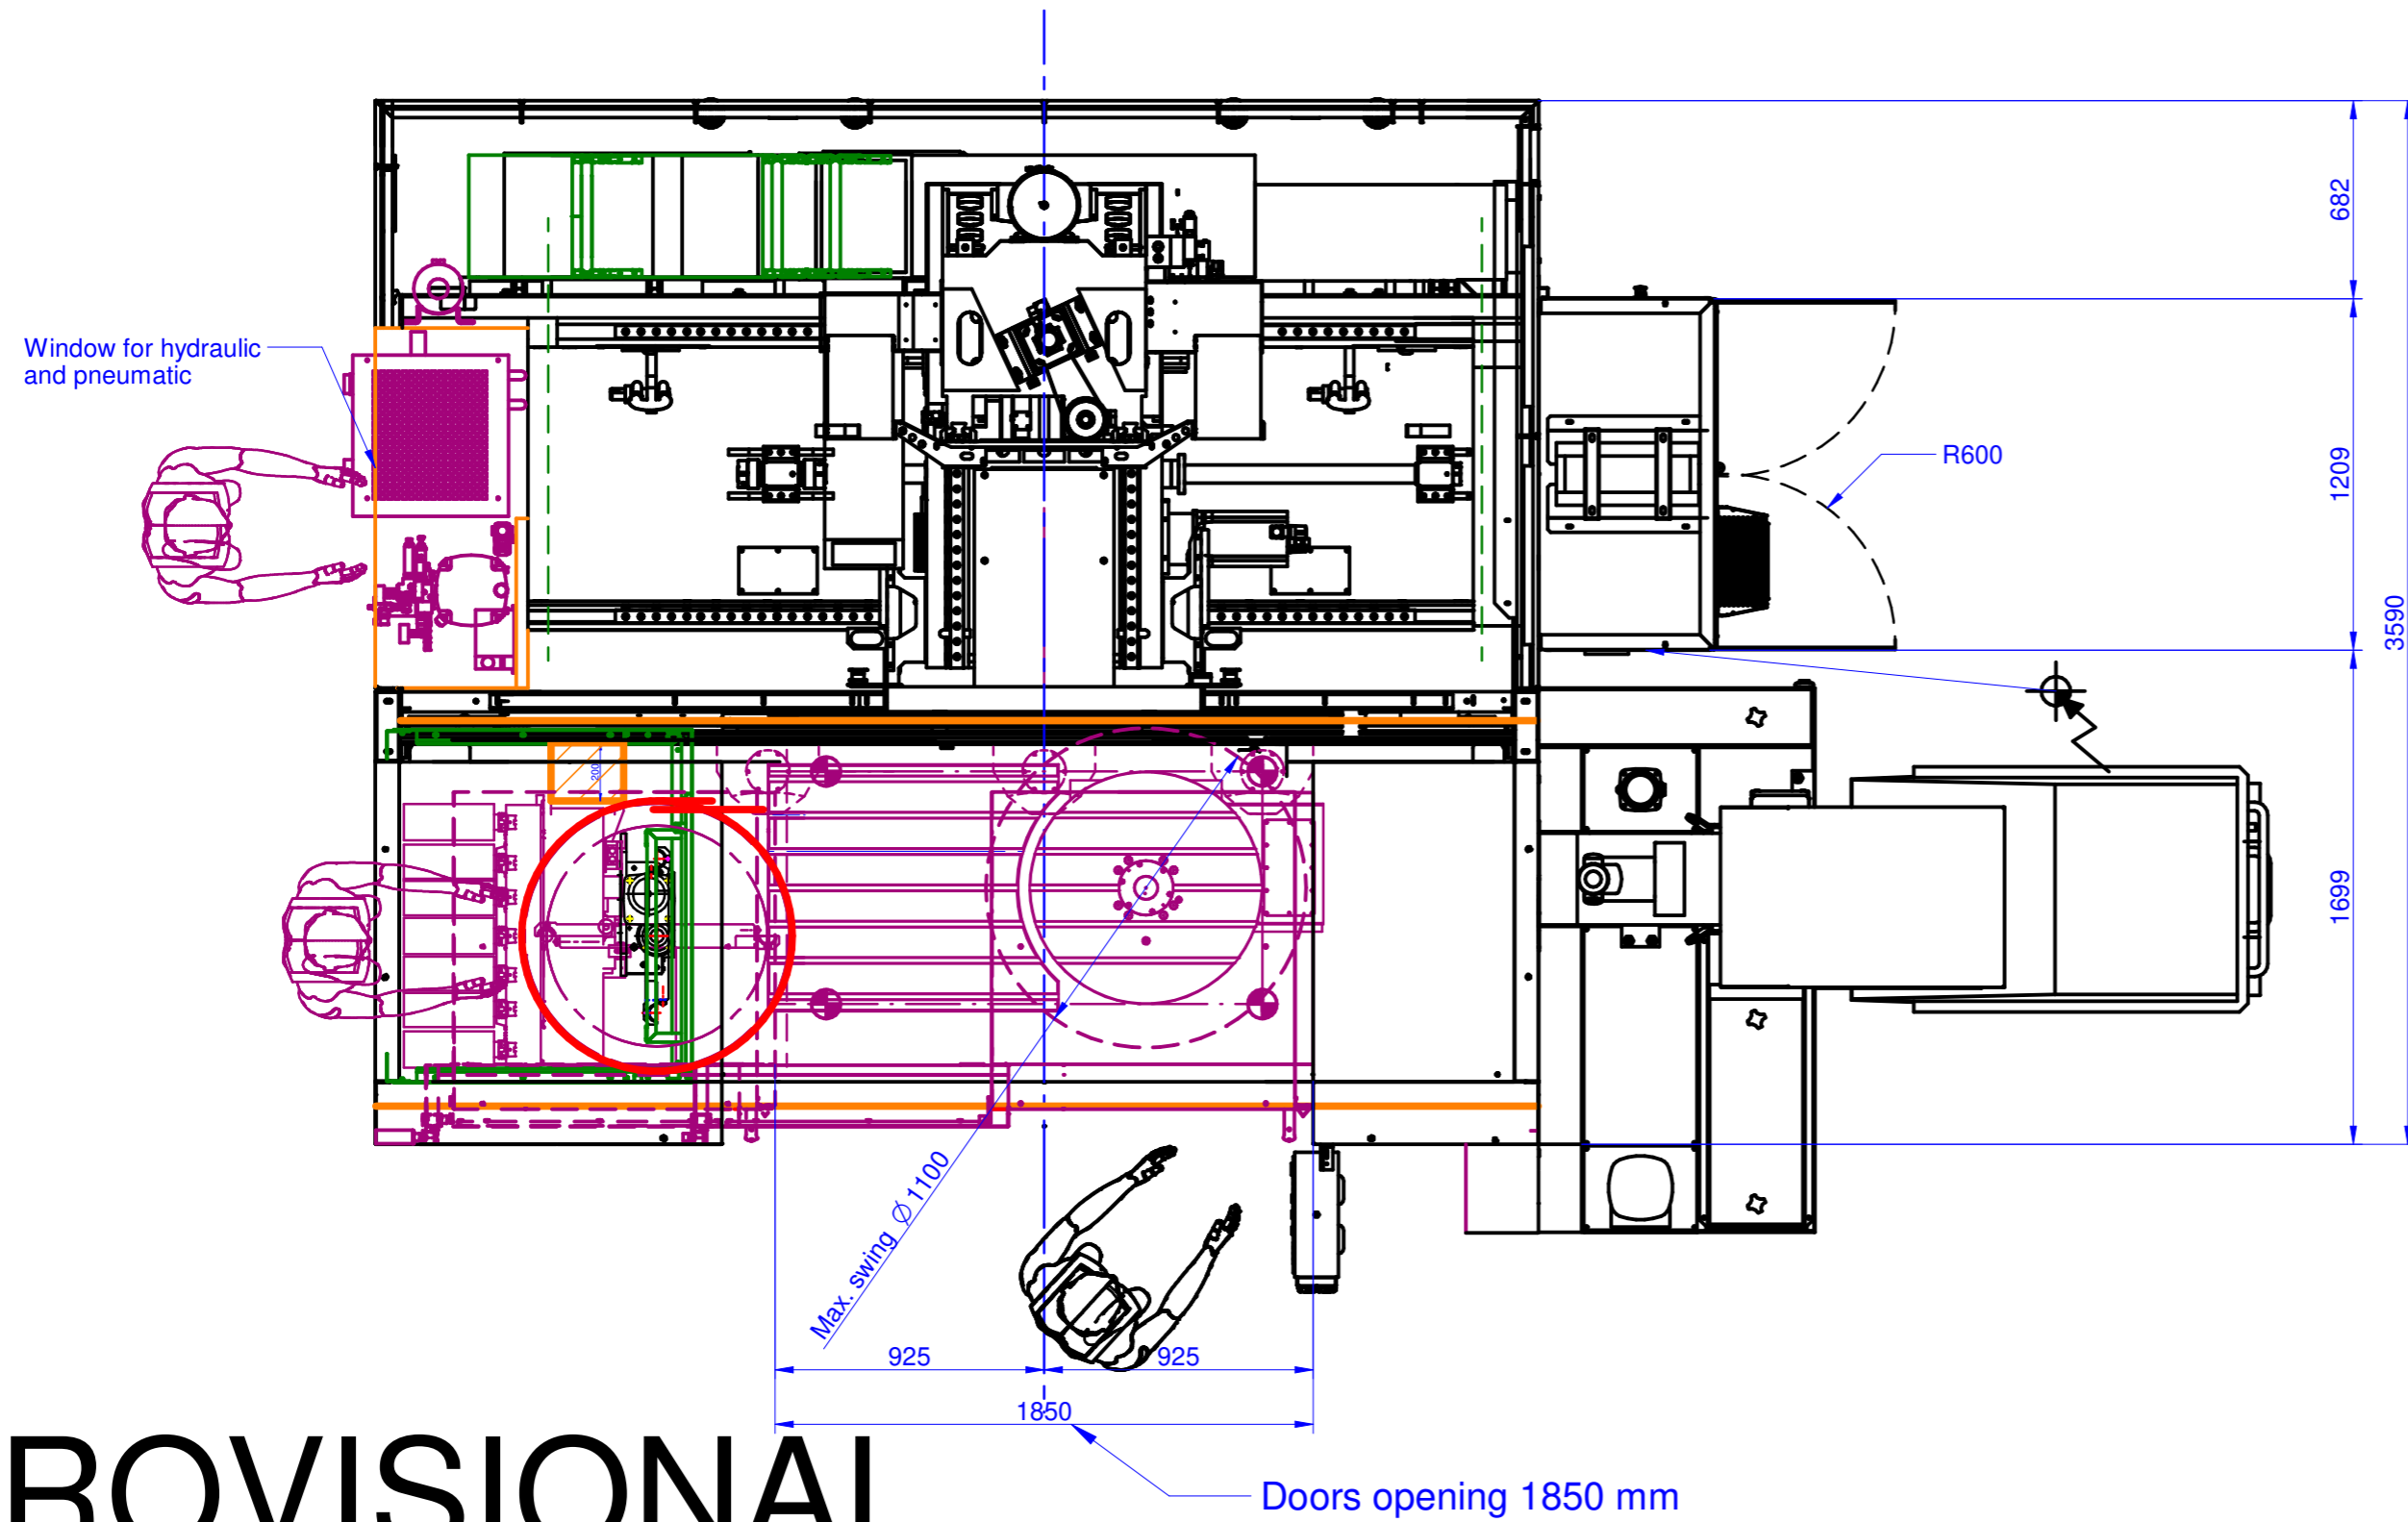 682
Window for hydraulic
and pneumatic
R600
1209
3590
200
1699
Max. swing Ø 1100
925
925
1850
ROVISIONAL
Doors opening 1850 mm